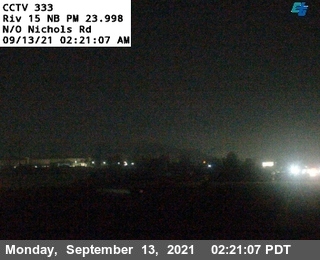 CCTV 333
Riv 15 NB PM 23.998
N/O Nichols Rd
09/13/21 02:21:07 AM
Monday, September 13, 2021 02:21:07 PDT